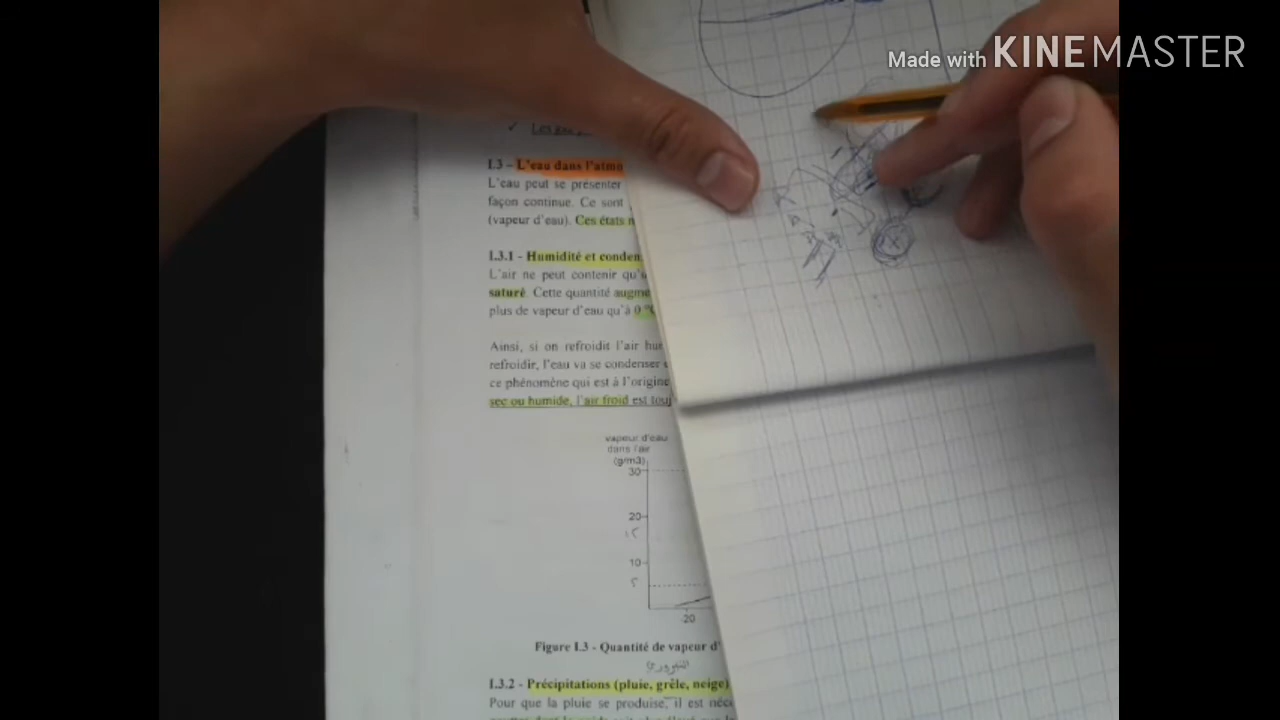 Made with KINEMASTER
I.3 - L'eau dans l'atmo
L'eau peut se présenter
façon continue. Ce sont
(vapeur d'eau). Ces états
I.3.1 - Humidité et conden
L'air ne peut contenir qu'
saturé. Cette quantité augme
plus de vapeur d'eau qu'à 0 °C
Ainsi, si on refroidit l'air hu
refroidir, l'eau va se condenser
ce phénomène qui est à l'origine
sec ou humide, l'air froid est touj
vapeur d'eau
dans l'air
(g/m3)
30
20
10
20
Figure I.3 - Quantité de vapeur d'
I.3.2 - Précipitations (pluie, grêle, neige)
Pour que la pluie se produise, il est néc